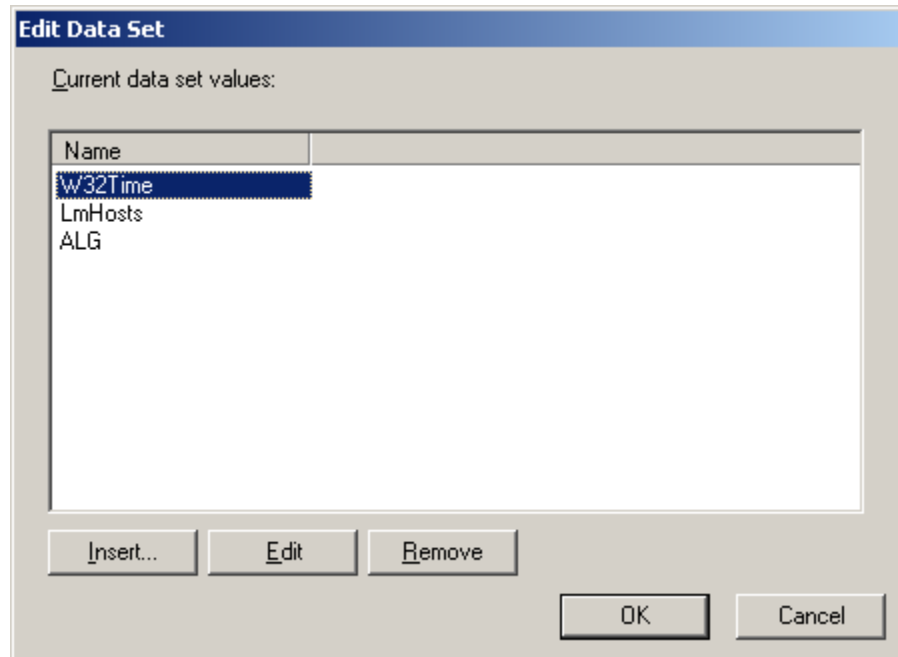 Edit Data Set
Current data set values:
Name
W32Time
LmHosts
ALG
Insert... Edit Remove
OK Cancel